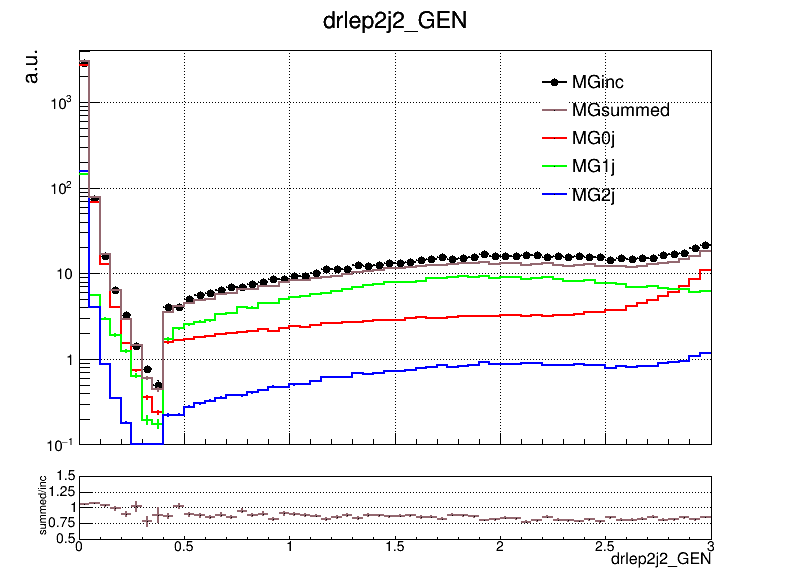 drlep2j2_GEN
a.u.
MGinc
MGsummed
MG0j
MG1j
MG2j
10³
10²
10
1
10⁻¹
summed/inc
1.5
1.25
1
0.75
0.5
0 0.5 1 1.5 2 2.5 3
drlep2j2_GEN